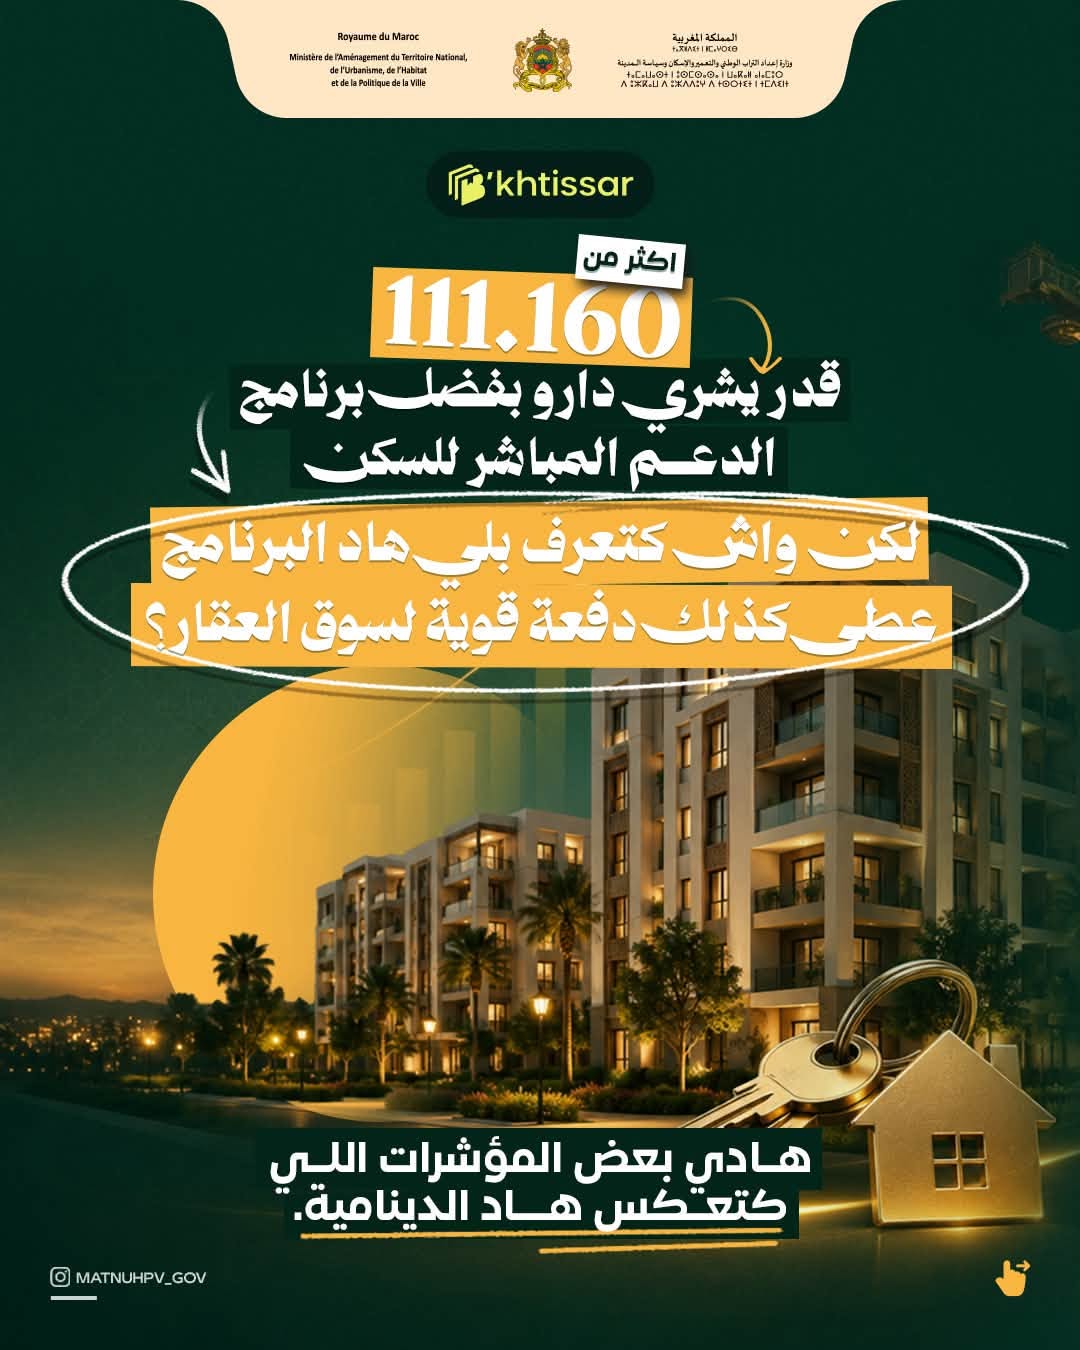 Royaume du Maroc
Ministère de l'Aménagement du Territoire National,
de l'Urbanisme, de l'Habitat
et de la Politique de la Ville
المملكة المغربية
ⵜⴰⴳⵍⴷⵉⵜ ⵏ ⵍⵎⵖⵔⵉⴱ
وزارة إعداد التراب الوطني والتعمير والإسكان وسياسة المدينة
B'khtissar
اكثر من
111.160
قدر يشري دارو بفضل برنامج
الدعم المباشر للسكن
لكن واش كتعرف بلي هاد البرنامج
عطى كذلك دفعة قوية لسوق العقار؟
هادي بعض المؤشرات اللي
كتعكس هاد الدينامية.
MATNUHPV_GOV